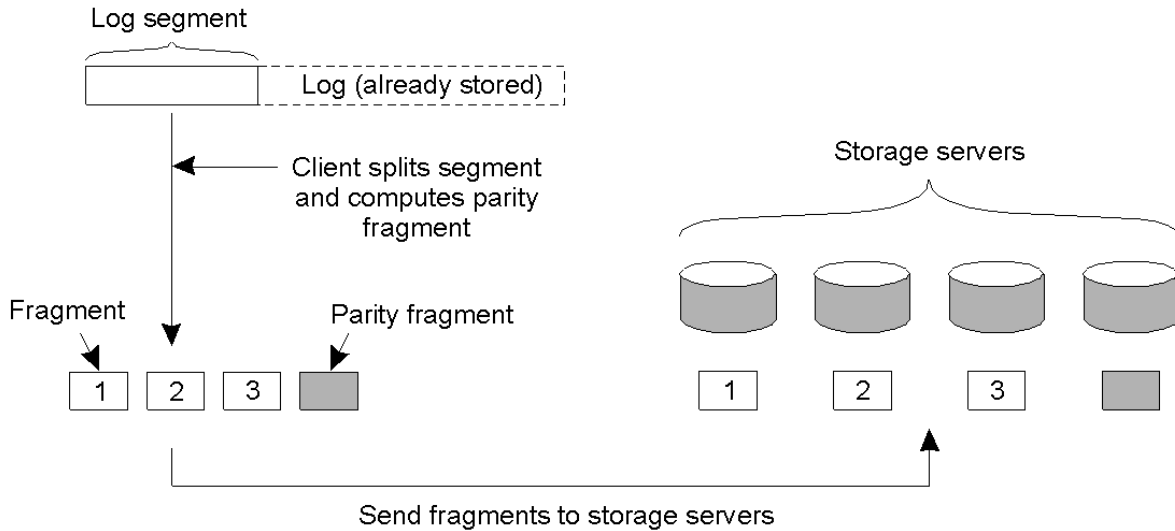 Log segment
Log (already stored)
Client splits segment
and computes parity
fragment
Storage servers
Fragment
Parity fragment
1 2 3
1 2 3
Send fragments to storage servers